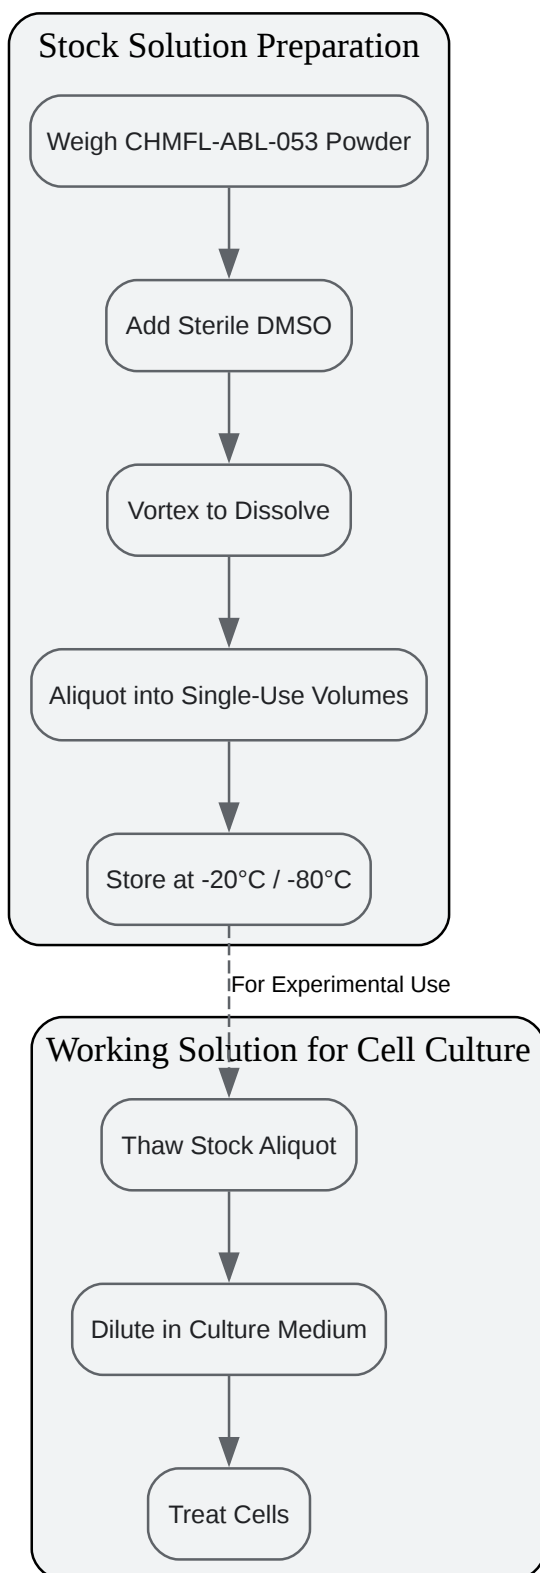 Stock Solution Preparation
Weigh CHMFL-ABL-053 Powder
Add Sterile DMSO
Vortex to Dissolve
Aliquot into Single-Use Volumes
Store at -20°C / -80°C
For Experimental Use
Working Solution for Cell Culture
Thaw Stock Aliquot
Dilute in Culture Medium
Treat Cells